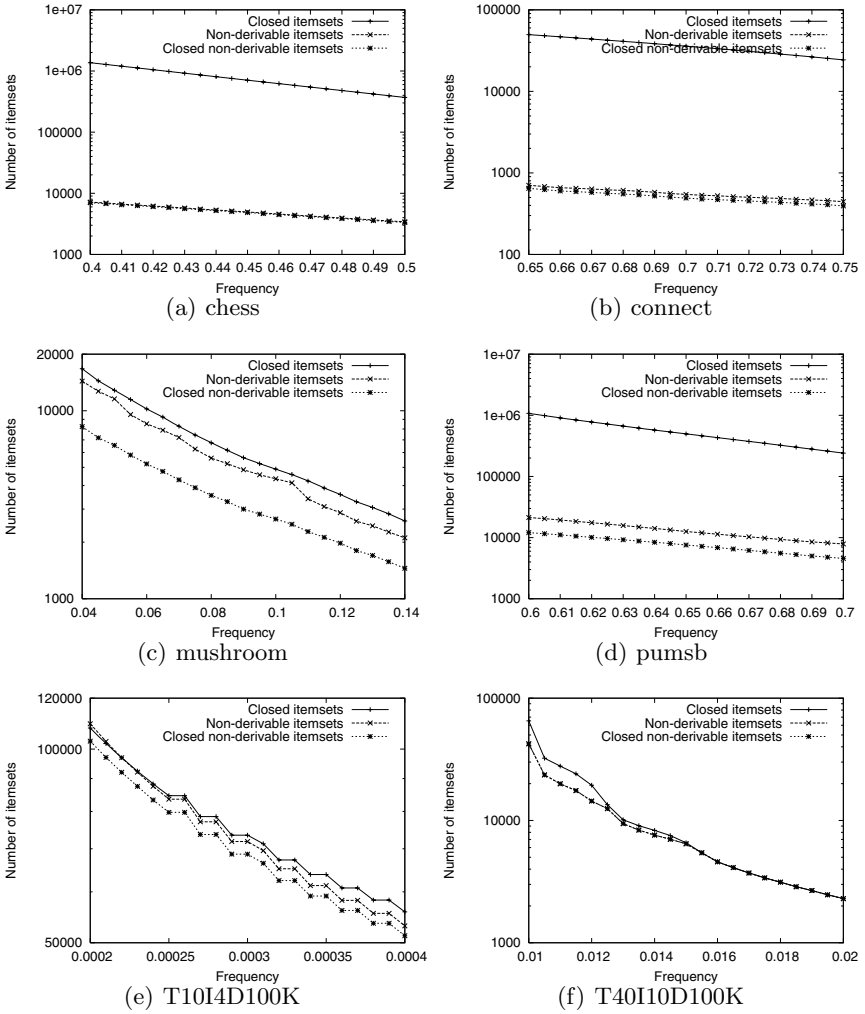 1e+07
1e+06
100000
10000
1000
Number of itemsets
Closed itemsets
Non-derivable itemsets
Closed non-derivable itemsets
0.4 0.41 0.42 0.43 0.44 0.45 0.46 0.47 0.48 0.49 0.5
Frequency
(a) chess
100000
10000
1000
100
Number of itemsets
Closed itemsets
Non-derivable itemsets
Closed non-derivable itemsets
0.65 0.66 0.67 0.68 0.69 0.7 0.71 0.72 0.73 0.74 0.75
Frequency
(b) connect
20000
10000
1000
Number of itemsets
Closed itemsets
Non-derivable itemsets
Closed non-derivable itemsets
0.04 0.06 0.08 0.1 0.12 0.14
Frequency
(c) mushroom
1e+07
1e+06
100000
10000
1000
Number of itemsets
Closed itemsets
Non-derivable itemsets
Closed non-derivable itemsets
0.6 0.61 0.62 0.63 0.64 0.65 0.66 0.67 0.68 0.69 0.7
Frequency
(d) pumsb
120000
100000
50000
Number of itemsets
Closed itemsets
Non-derivable itemsets
Closed non-derivable itemsets
0.0002 0.00025 0.0003 0.00035 0.0004
Frequency
(e) T10I4D100K
100000
10000
1000
Number of itemsets
Closed itemsets
Non-derivable itemsets
Closed non-derivable itemsets
0.01 0.012 0.014 0.016 0.018 0.02
Frequency
(f) T40I10D100K